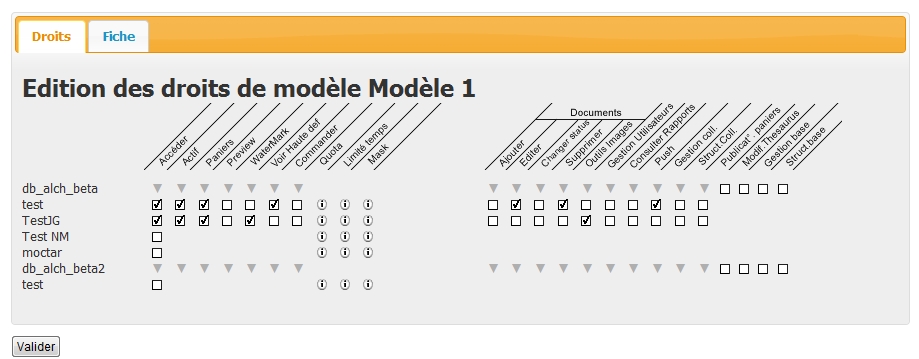 Droits
Fiche
Edition des droits de modèle Modèle 1
Accéder
Actif
Paniers
Preview
WaterMark
Voir Haute def
Commander
Quota
Limité temps
Mask
Documents
Ajouter
Editer
Changer status
Supprimer
Outils Images
Gestion Utilisateurs
Consulter Rapports
Push
Gestion coll.
Struct Coll.
Publicat°. paniers
Modif Thesaurus
Gestion base
Struct base
db_alch_beta
test
TestJG
Test NM
moctar
db_alch_beta2
test
Valider